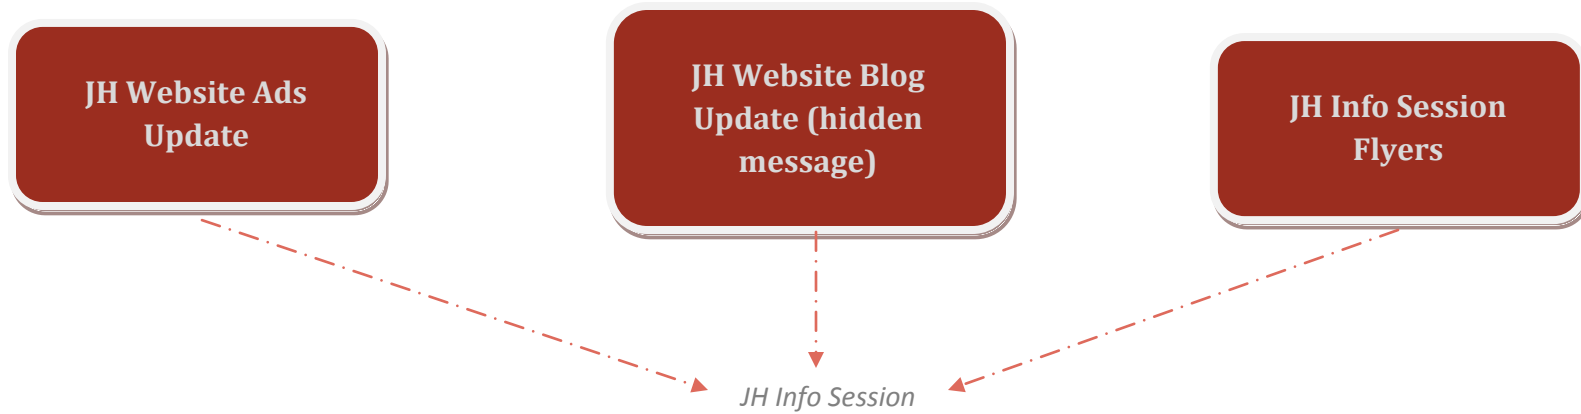 JH Website Ads
Update
JH Website Blog
Update (hidden
message)
JH Info Session
Flyers
JH Info Session